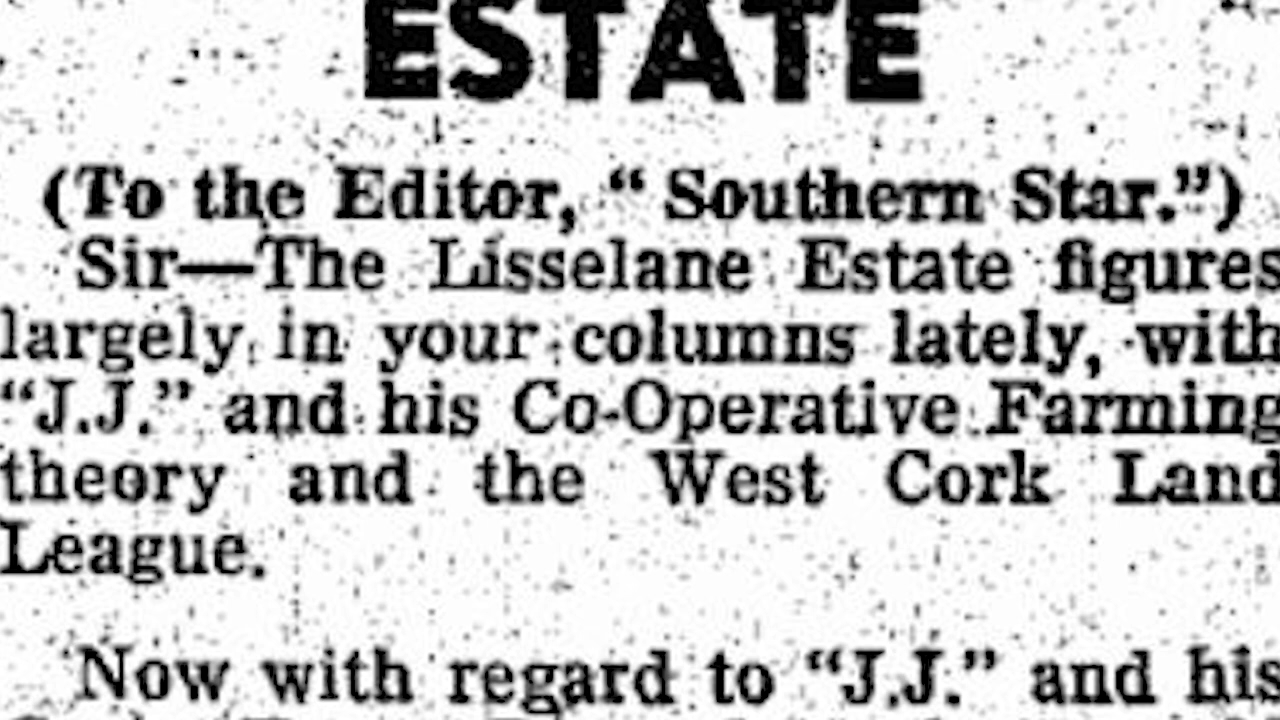 ESTATE
(To the Editor, "Southern Star.")
Sir—The Lisselane Estate figures
largely in your columns lately, with
"J.J." and his Co-Operative Farming
theory and the West Cork Land
League.
Now with regard to "J.J." and his